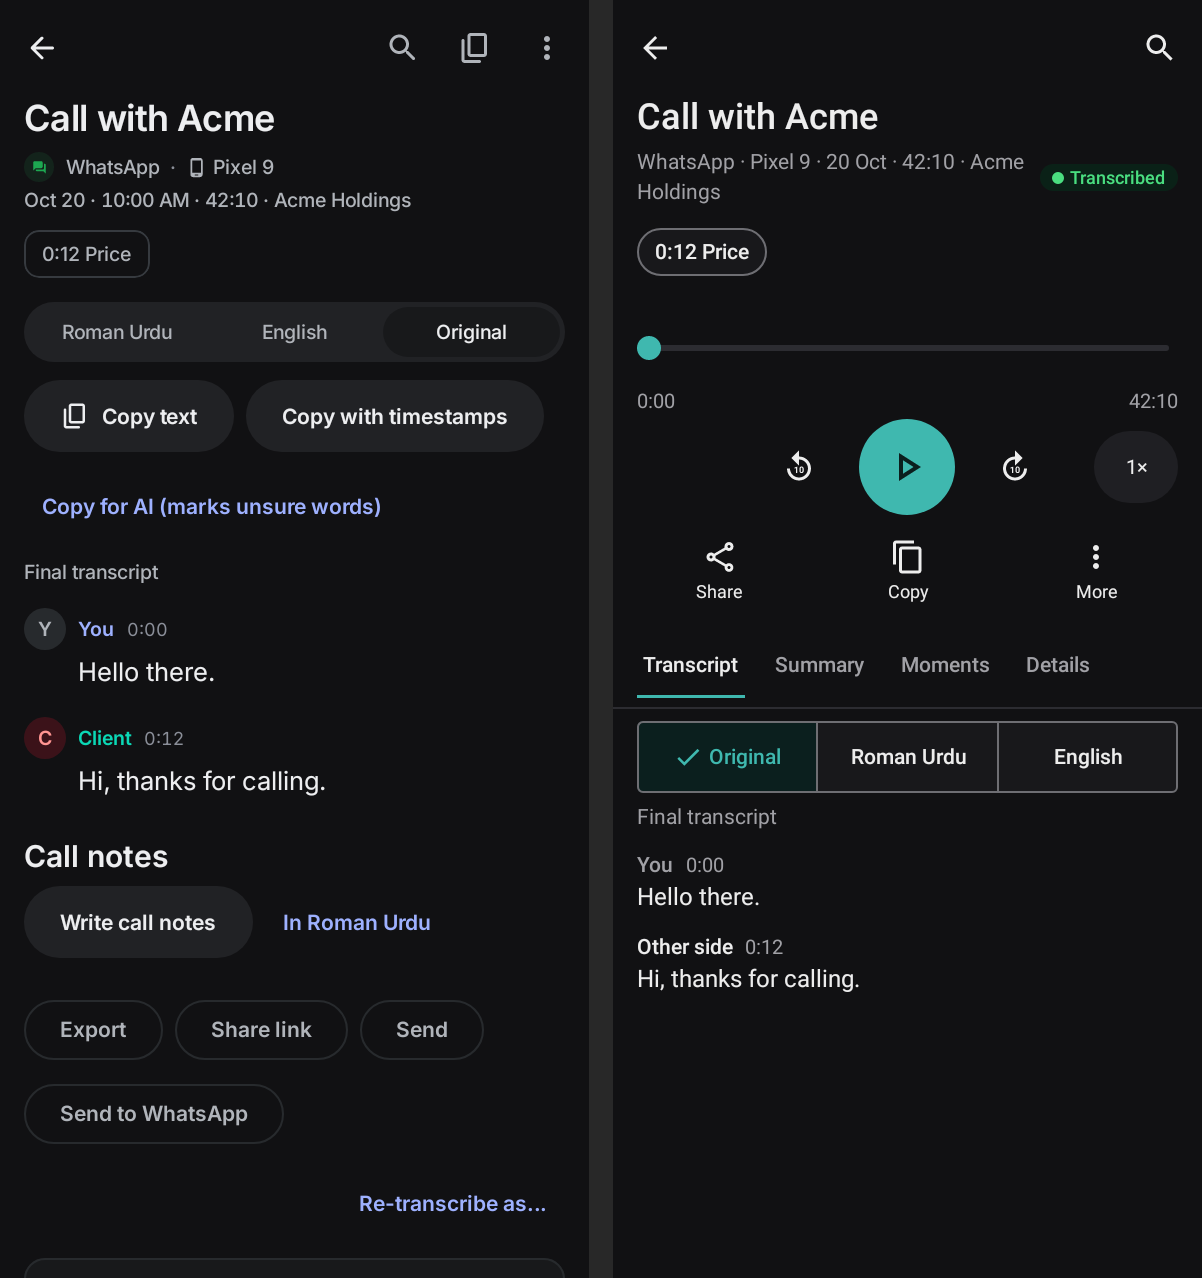 Call with Acme
WhatsApp · Pixel 9
Oct 20 · 10:00 AM · 42:10 · Acme Holdings
0:12 Price
Roman Urdu English Original
Copy text Copy with timestamps
Copy for AI (marks unsure words)
Final transcript
Y You 0:00
Hello there.
C Client 0:12
Hi, thanks for calling.
Call notes
Write call notes In Roman Urdu
Export Share link Send
Send to WhatsApp
Re-transcribe as...
Call with Acme
WhatsApp · Pixel 9 · 20 Oct · 42:10 · Acme
Holdings
Transcribed
0:12 Price
0:00 42:10
10 10 1×
Share Copy More
Transcript Summary Moments Details
Original Roman Urdu English
Final transcript
You 0:00
Hello there.
Other side 0:12
Hi, thanks for calling.